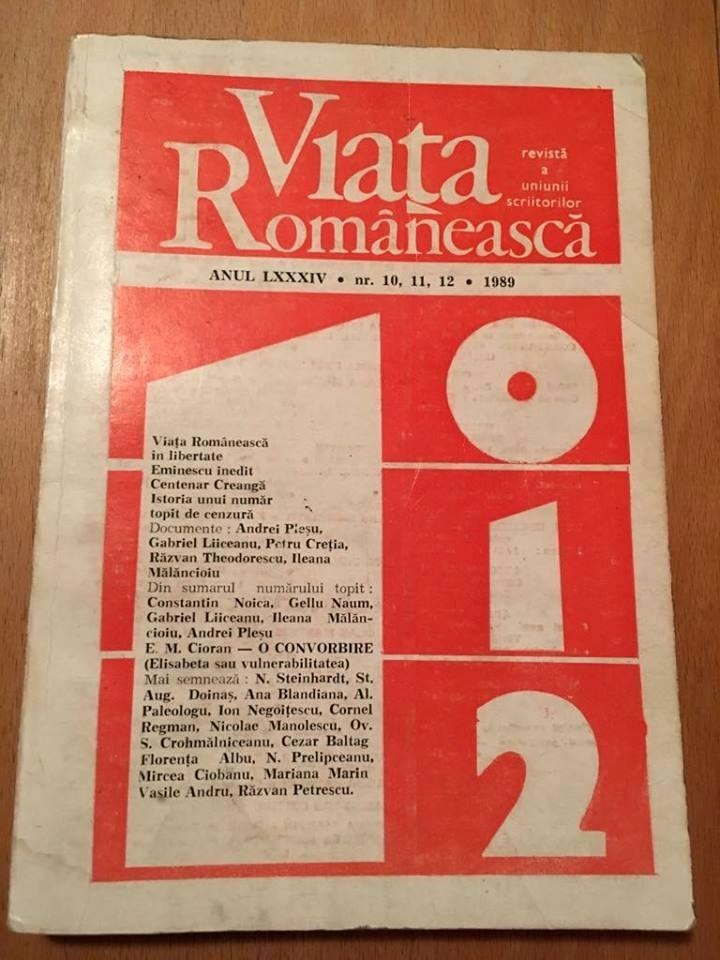 Viața
Românească
revistă
a
uniunii
scriitorilor
ANUL LXXXIV • nr. 10, 11, 12 • 1989
1
0
1
2
Viața Românească
în libertate
Eminescu inedit
Centenar Creangă
Istoria unui număr
topit de cenzură
Documente : Andrei Pleșu,
Gabriel Liiceanu, Petru Creția,
Răzvan Theodorescu, Ileana
Mălăncioiu
Din sumarul numărului topit :
Constantin Noica, Gellu Naum,
Gabriel Liiceanu, Ileana Mălăn-
cioiu, Andrei Pleșu
E. M. Cioran — O CONVORBIRE
(Elisabeta sau vulnerabilitatea)
Mai semnează : N. Steinhardt, St.
Aug. Doinaș, Ana Blandiana, Al.
Paleologu, Ion Negoițescu, Cornel
Regman, Nicolae Manolescu, Ov.
S. Crohmălniceanu, Cezar Baltag
Florența Albu, N. Prelipceanu,
Mircea Ciobanu, Mariana Marin
Vasile Andru, Răzvan Petrescu.